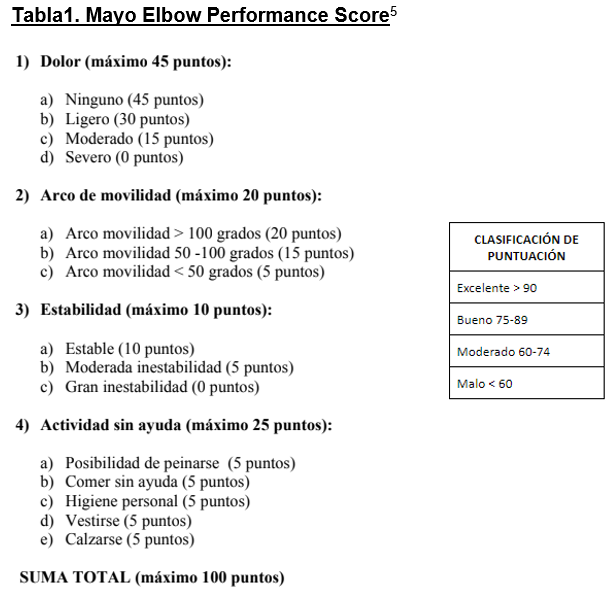 Tabla1. Mayo Elbow Performance Score5
1) Dolor (máximo 45 puntos):
a) Ninguno (45 puntos)
b) Ligero (30 puntos)
c) Moderado (15 puntos)
d) Severo (0 puntos)
2) Arco de movilidad (máximo 20 puntos):
a) Arco movilidad > 100 grados (20 puntos)
b) Arco movilidad 50 -100 grados (15 puntos)
c) Arco movilidad < 50 grados (5 puntos)
3) Estabilidad (máximo 10 puntos):
a) Estable (10 puntos)
b) Moderada inestabilidad (5 puntos)
c) Gran inestabilidad (0 puntos)
4) Actividad sin ayuda (máximo 25 puntos):
a) Posibilidad de peinarse (5 puntos)
b) Comer sin ayuda (5 puntos)
c) Higiene personal (5 puntos)
d) Vestirse (5 puntos)
e) Calzarse (5 puntos)
SUMA TOTAL (máximo 100 puntos)
CLASIFICACIÓN DE
PUNTUACIÓN
Excelente > 90
Bueno 75-89
Moderado 60-74
Malo < 60